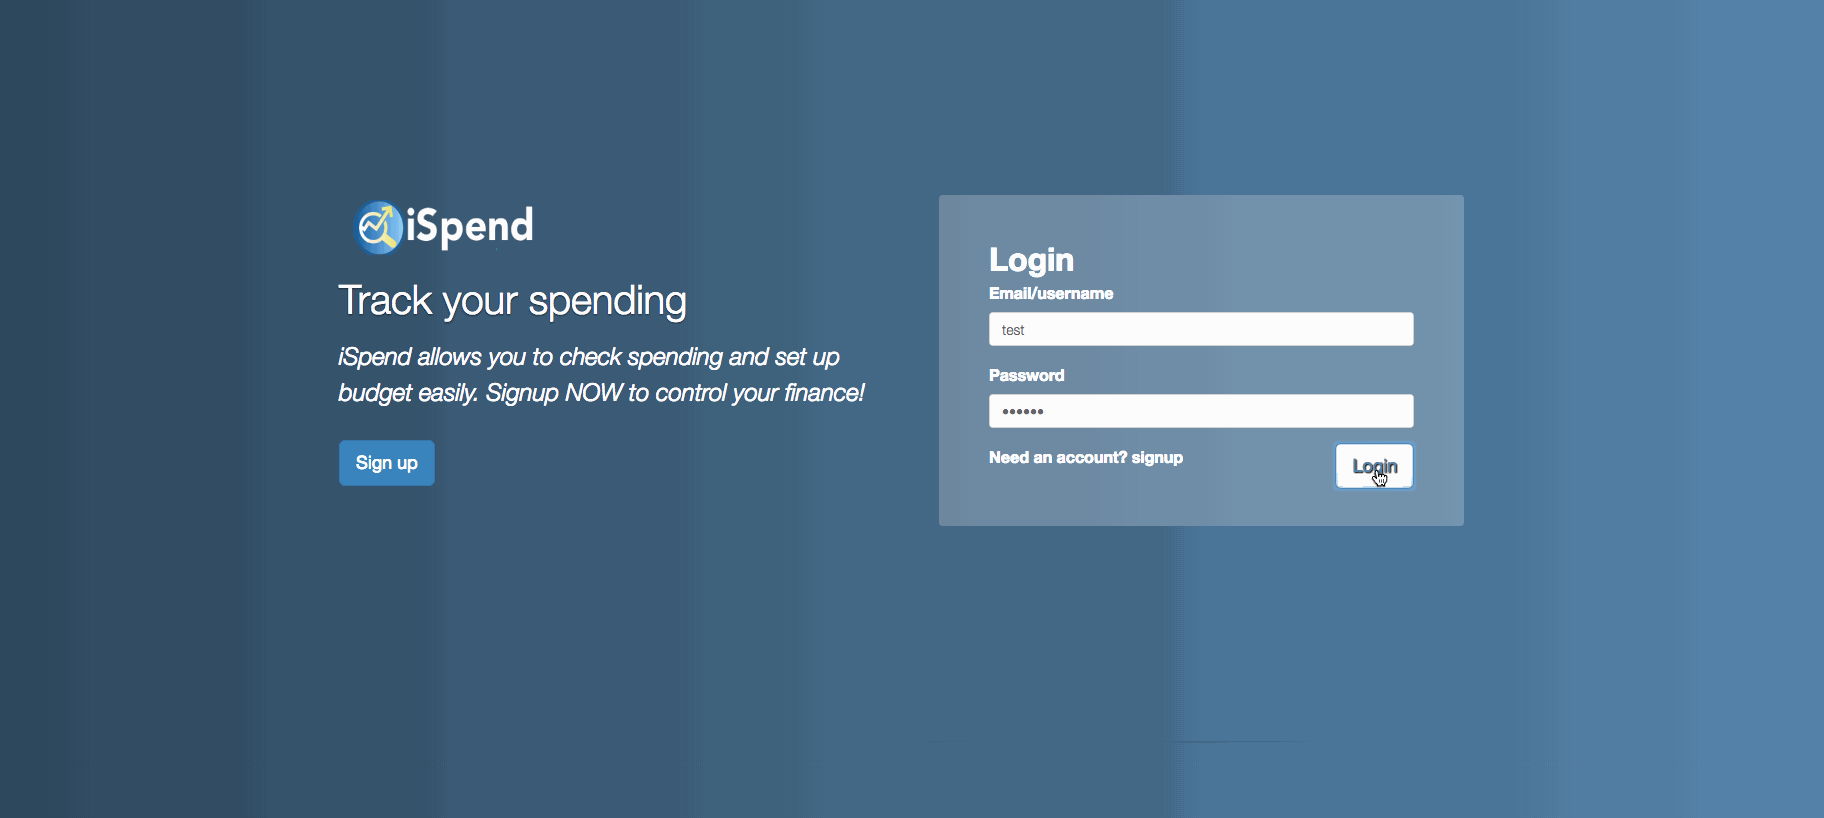 iSpend
Track your spending
iSpend allows you to check spending and set up
budget easily. Signup NOW to control your finance!
Sign up
Login
Email/username
test
Password
••••••
Need an account? signup
Login